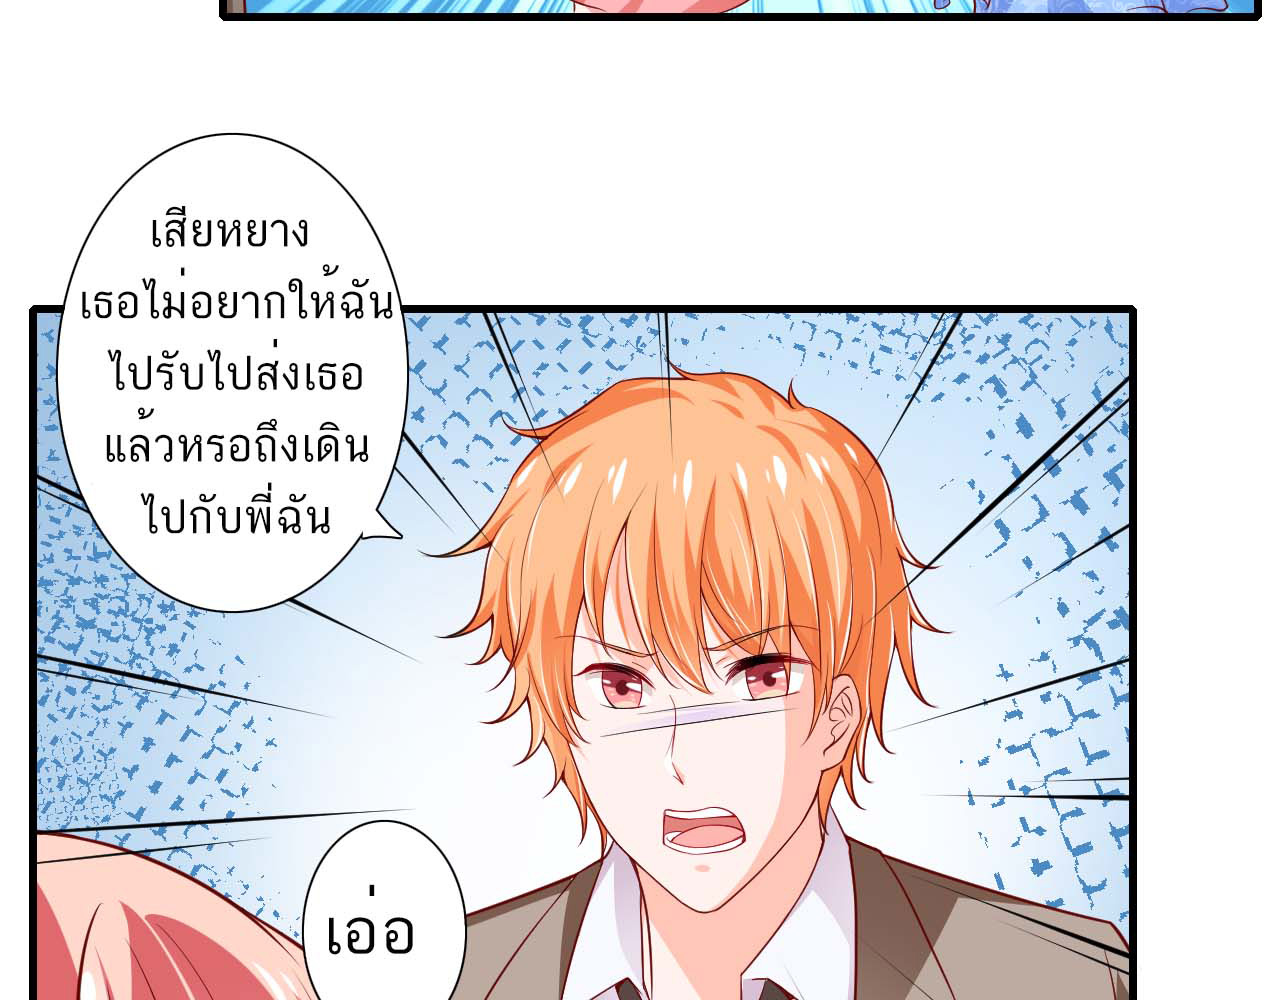 เสียหยาง
เธอไม่อยากให้ฉัน
ไปรับไปส่งเธอ
แล้วหรอถึงเดิน
ไปกับพี่ฉัน
เอ่อ